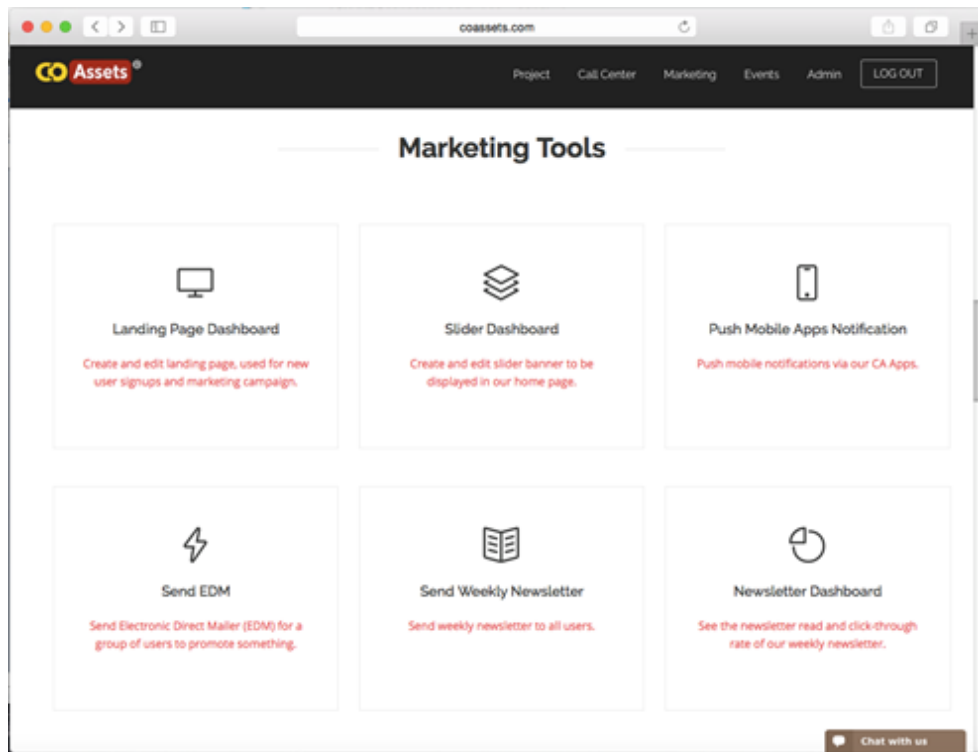 coassets.com
CO Assets®
Project Call Center Marketing Events Admin LOG OUT
Marketing Tools
Landing Page Dashboard
Create and edit landing page, used for new
user signups and marketing campaign.
Slider Dashboard
Create and edit slider banner to be
displayed in our home page.
Push Mobile Apps Notification
Push mobile notifications via our CA Apps.
Send EDM
Send Electronic Direct Mailer (EDM) for a
group of users to promote something.
Send Weekly Newsletter
Send weekly newsletter to all users.
Newsletter Dashboard
See the newsletter read and click-through
rate of our weekly newsletter.
Chat with us